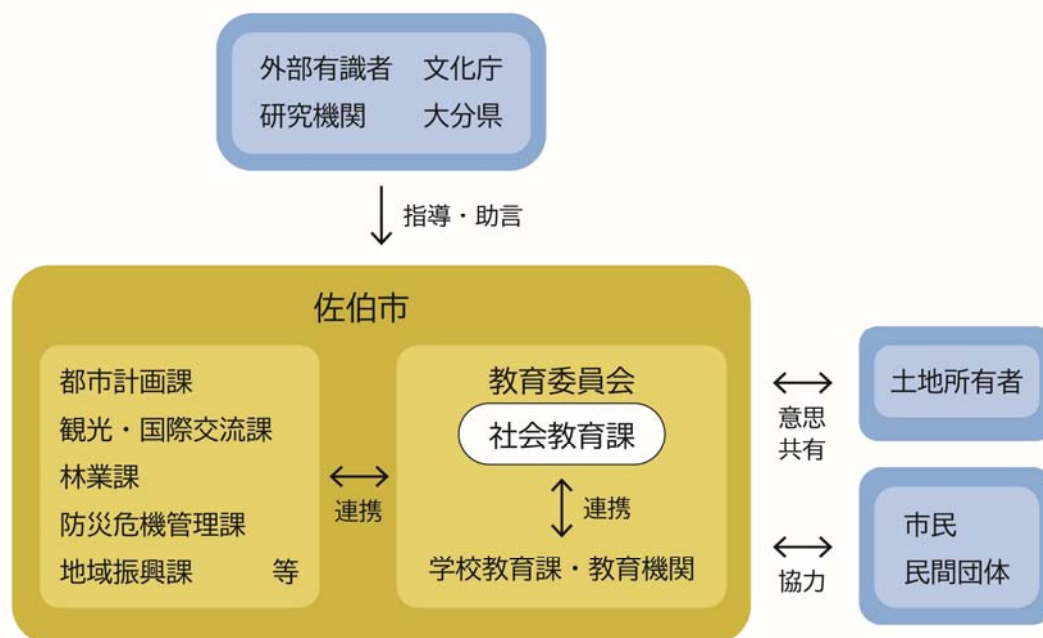 外部有識者 文化庁
研究機関 大分県
指導・助言
佐伯市
都市計画課
観光・国際交流課
林業課
防災危機管理課
地域振興課 等
連携
教育委員会
社会教育課
連携
学校教育課・教育機関
意思
共有
土地所有者
協力
市民
民間団体